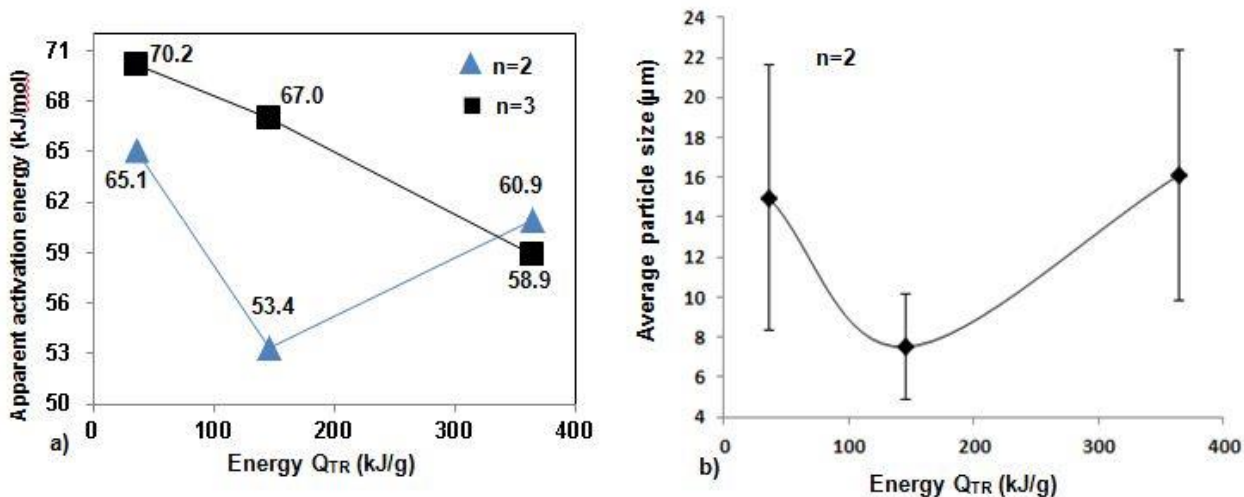 71
68
65
62
59
56
53
50
Apparent activation energy (kJ/mol)
70.2
67.0
65.1
60.9
58.9
53.4
n=2
n=3
0 100 200 300 400
a)
Energy QTR (kJ/g)
24
22
20
18
16
14
12
10
8
6
4
Average particle size (µm)
n=2
0 100 200 300 400
b)
Energy QTR (kJ/g)